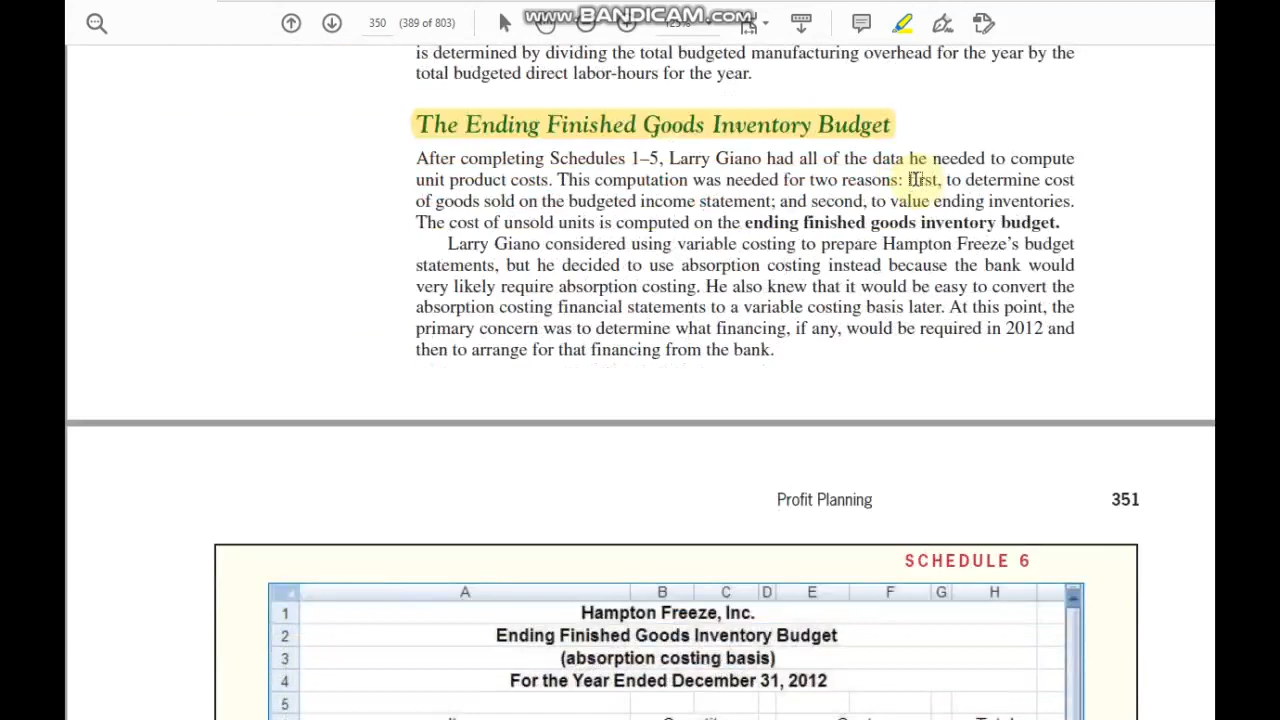 www.BANDICAM.com
350 (389 of 803)
is determined by dividing the total budgeted manufacturing overhead for the year by the
total budgeted direct labor-hours for the year.
The Ending Finished Goods Inventory Budget
After completing Schedules 1–5, Larry Giano had all of the data he needed to compute
unit product costs. This computation was needed for two reasons: first, to determine cost
of goods sold on the budgeted income statement; and second, to value ending inventories.
The cost of unsold units is computed on the ending finished goods inventory budget.
Larry Giano considered using variable costing to prepare Hampton Freeze’s budget
statements, but he decided to use absorption costing instead because the bank would
very likely require absorption costing. He also knew that it would be easy to convert the
absorption costing financial statements to a variable costing basis later. At this point, the
primary concern was to determine what financing, if any, would be required in 2012 and
then to arrange for that financing from the bank.
Profit Planning 351
SCHEDULE 6
A B C D E F G H
1 Hampton Freeze, Inc.
2 Ending Finished Goods Inventory Budget
3 (absorption costing basis)
4 For the Year Ended December 31, 2012
5